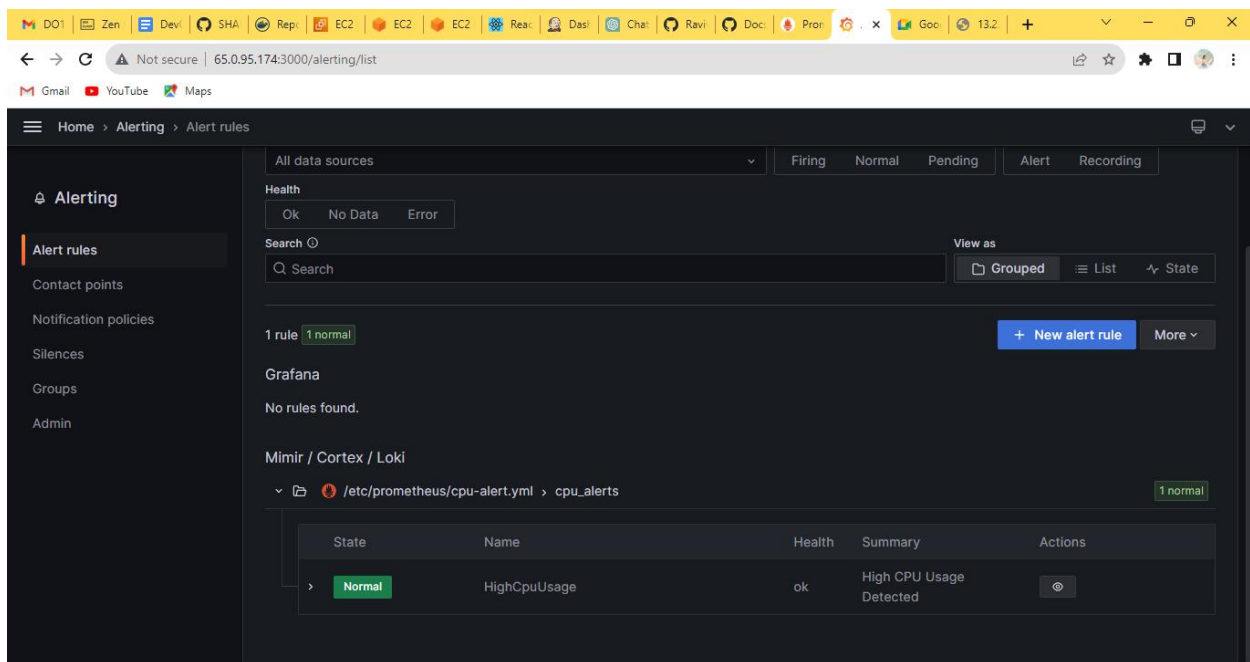 DO1 Zen Dev SHA Repo EC2 EC2 EC2 Reac Dash Chat Ravi Doc: Pron . Goo 13.2
Not secure 65.0.95.174:3000/alerting/list
Gmail YouTube Maps
Home > Alerting > Alert rules
All data sources Firing Normal Pending Alert Recording
Alerting
Health
Ok No Data Error
Alert rules
Search View as
Search Grouped List State
Contact points
Notification policies
1 rule 1 normal + New alert rule More
Silences
Grafana
Groups
No rules found.
Admin
Mimir / Cortex / Loki
/etc/prometheus/cpu-alert.yml > cpu_alerts 1 normal
State Name Health Summary Actions
Normal HighCpuUsage ok High CPU Usage
Detected